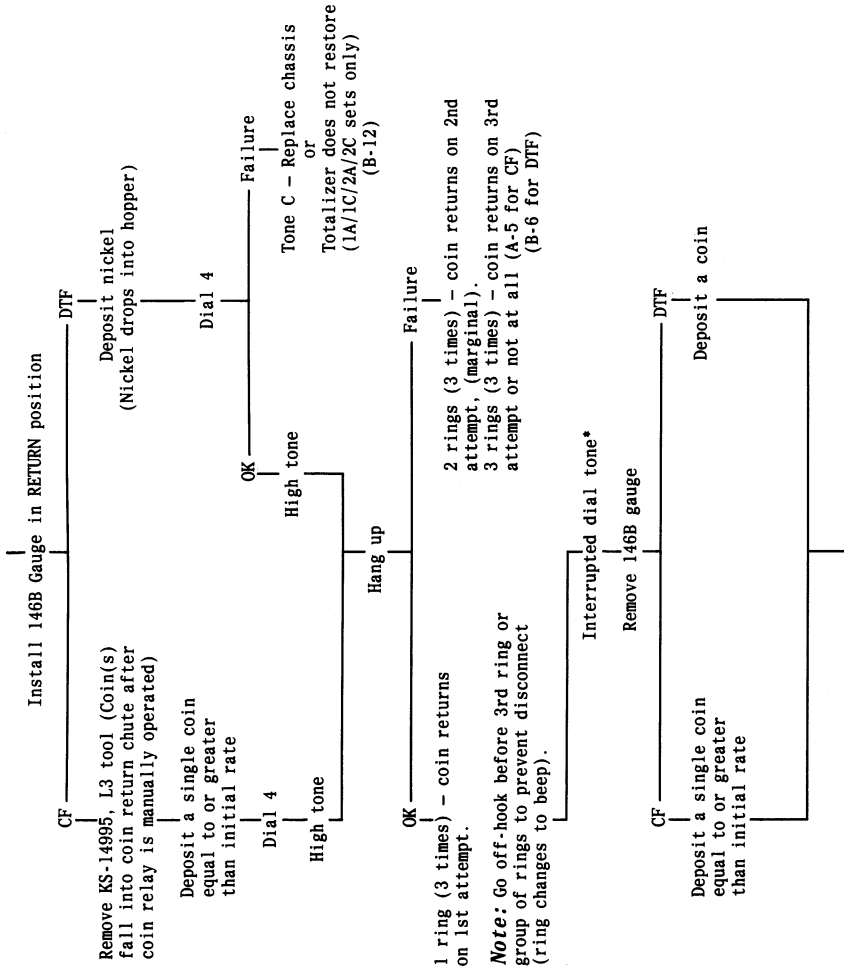 Install 146B Gauge in RETURN position
CF
DTF
Remove KS-14995, L3 tool (Coin(s)
fall into coin return chute after
coin relay is manually operated)
Deposit nickel
(Nickel drops into hopper)
Deposit a single coin
equal to or greater
than initial rate
Dial 4
Dial 4
High tone
OK
Failure
High tone
Tone C – Replace chassis
or
Totalizer does not restore
(1A/1C/2A/2C sets only)
(B-12)
Hang up
OK
Failure
1 ring (3 times) – coin returns
on 1st attempt.
2 rings (3 times) – coin returns on 2nd
attempt, (marginal).
3 rings (3 times) – coin returns on 3rd
attempt or not at all (A-5 for CF)
(B-6 for DTF)
Note: Go off-hook before 3rd ring or
group of rings to prevent disconnect
(ring changes to beep).
Interrupted dial tone*
Remove 146B gauge
CF
DTF
Deposit a single coin
equal to or greater
than initial rate
Deposit a coin